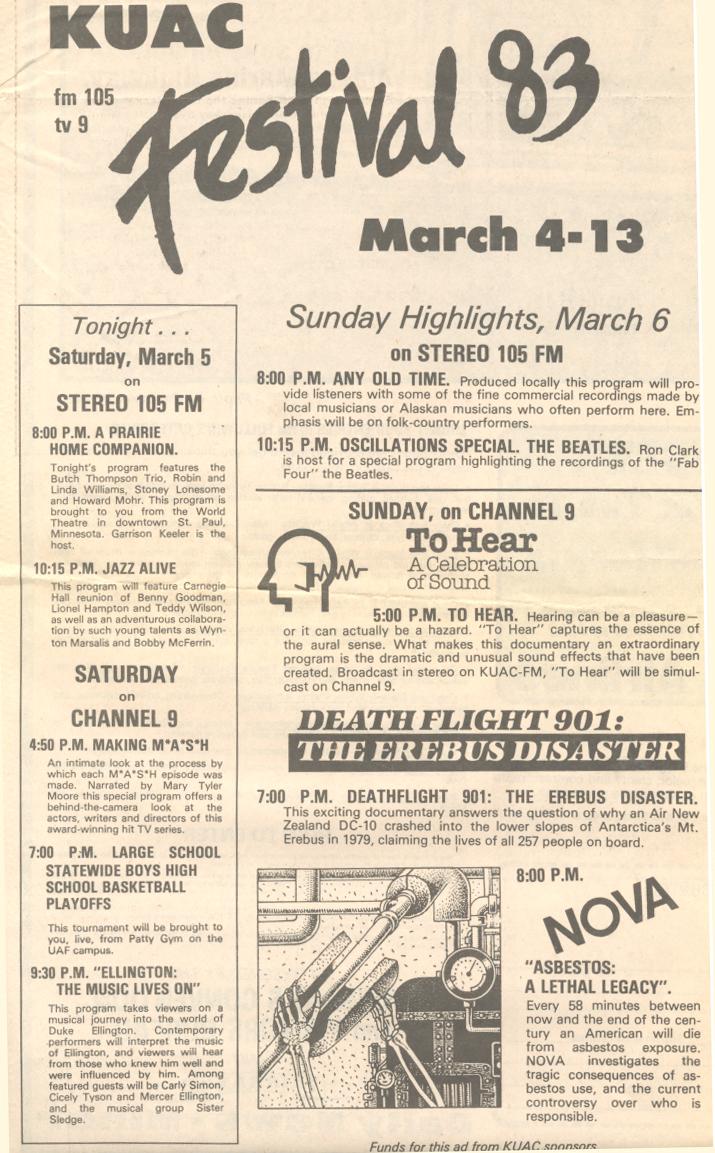 KUAC
fm 105
tv 9
Festival '83
March 4-13
Tonight . . .
Saturday, March 5
on
STEREO 105 FM
8:00 P.M. A PRAIRIE
HOME COMPANION.
Tonight's program features the
Butch Thompson Trio, Robin and
Linda Williams, Stoney Lonesome
and Howard Mohr. This program is
brought to you from the World
Theatre in downtown St. Paul,
Minnesota. Garrison Keeler is the
host.
10:15 P.M. JAZZ ALIVE
This program will feature Carnegie
Hall reunion of Benny Goodman,
Lionel Hampton and Teddy Wilson,
as well as an adventurous collabora-
tion by such young talents as Wyn-
ton Marsalis and Bobby McFerrin.
SATURDAY
on
CHANNEL 9
4:50 P.M. MAKING M*A*S*H
An intimate look at the process by
which each M*A*S*H episode was
made. Narrated by Mary Tyler
Moore this special program offers a
behind-the-camera look at the
actors, writers and directors of this
award-winning hit TV series.
7:00 P.M. LARGE SCHOOL
STATEWIDE BOYS HIGH
SCHOOL BASKETBALL
PLAYOFFS
This tournament will be brought to
you, live, from Patty Gym on the
UAF campus.
9:30 P.M. "ELLINGTON:
THE MUSIC LIVES ON"
This program takes viewers on a
musical journey into the world of
Duke Ellington. Contemporary
performers will interpret the music
of Ellington, and viewers will hear
from those who knew him well and
were influenced by him. Among
featured guests will be Carly Simon,
Cicely Tyson and Mercer Ellington,
and the musical group Sister
Sledge.
Sunday Highlights, March 6
on STEREO 105 FM
8:00 P.M. ANY OLD TIME. Produced locally this program will pro-
vide listeners with some of the fine commercial recordings made by
local musicians or Alaskan musicians who often perform here. Em-
phasis will be on folk-country performers.
10:15 P.M. OSCILLATIONS SPECIAL. THE BEATLES. Ron Clark
is host for a special program highlighting the recordings of the "Fab
Four" the Beatles.
SUNDAY, on CHANNEL 9
To Hear
A Celebration
of Sound
5:00 P.M. TO HEAR. Hearing can be a pleasure—
or it can actually be a hazard. "To Hear" captures the essence of
the aural sense. What makes this documentary an extraordinary
program is the dramatic and unusual sound effects that have been
created. Broadcast in stereo on KUAC-FM, "To Hear" will be simul-
cast on Channel 9.
DEATH FLIGHT 901:
THE EREBUS DISASTER
7:00 P.M. DEATHFLIGHT 901: THE EREBUS DISASTER.
This exciting documentary answers the question of why an Air New
Zealand DC-10 crashed into the lower slopes of Antarctica's Mt.
Erebus in 1979, claiming the lives of all 257 people on board.
8:00 P.M.
NOVA
"ASBESTOS:
A LETHAL LEGACY".
Every 58 minutes between
now and the end of the cen-
tury an American will die
from asbestos exposure.
NOVA investigates the
tragic consequences of as-
bestos use, and the current
controversy over who is
responsible.
Funds for this ad from KUAC sponsors